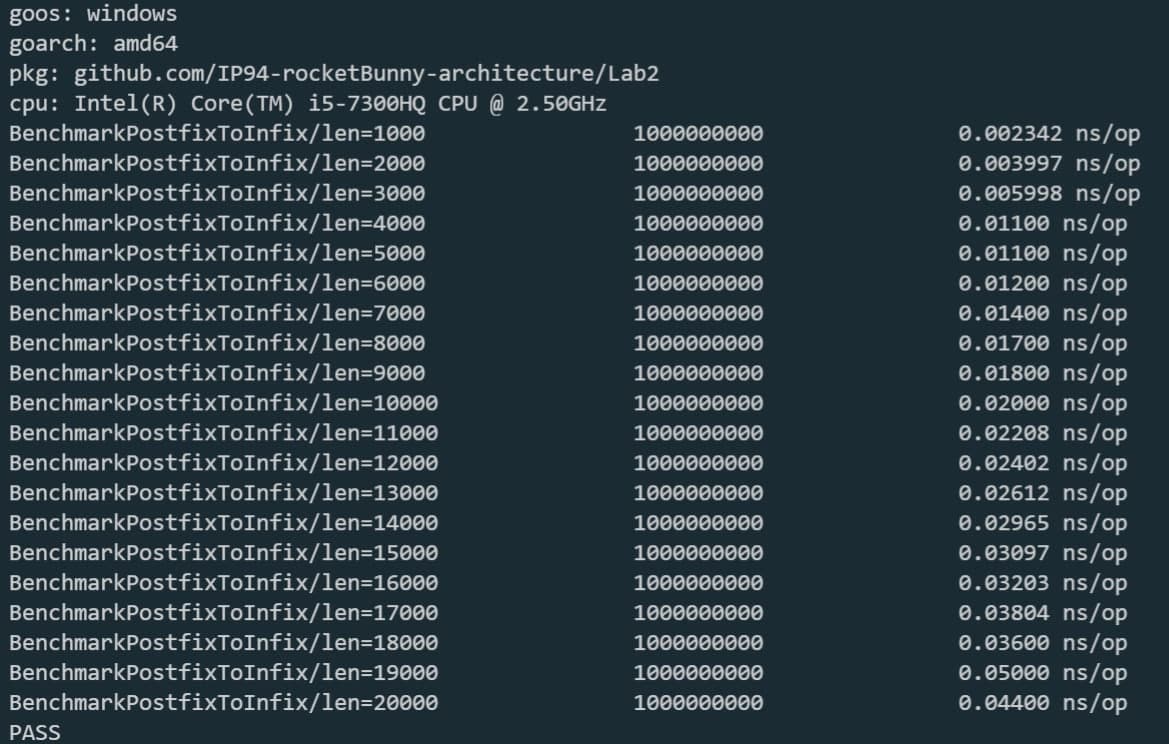 goos: windows
goarch: amd64
pkg: github.com/IP94-rocketBunny-architecture/Lab2
cpu: Intel(R) Core(TM) i5-7300HQ CPU @ 2.50GHz
BenchmarkPostfixToInfix/len=1000 1000000000 0.002342 ns/op
BenchmarkPostfixToInfix/len=2000 1000000000 0.003997 ns/op
BenchmarkPostfixToInfix/len=3000 1000000000 0.005998 ns/op
BenchmarkPostfixToInfix/len=4000 1000000000 0.01100 ns/op
BenchmarkPostfixToInfix/len=5000 1000000000 0.01100 ns/op
BenchmarkPostfixToInfix/len=6000 1000000000 0.01200 ns/op
BenchmarkPostfixToInfix/len=7000 1000000000 0.01400 ns/op
BenchmarkPostfixToInfix/len=8000 1000000000 0.01700 ns/op
BenchmarkPostfixToInfix/len=9000 1000000000 0.01800 ns/op
BenchmarkPostfixToInfix/len=10000 1000000000 0.02000 ns/op
BenchmarkPostfixToInfix/len=11000 1000000000 0.02208 ns/op
BenchmarkPostfixToInfix/len=12000 1000000000 0.02402 ns/op
BenchmarkPostfixToInfix/len=13000 1000000000 0.02612 ns/op
BenchmarkPostfixToInfix/len=14000 1000000000 0.02965 ns/op
BenchmarkPostfixToInfix/len=15000 1000000000 0.03097 ns/op
BenchmarkPostfixToInfix/len=16000 1000000000 0.03203 ns/op
BenchmarkPostfixToInfix/len=17000 1000000000 0.03804 ns/op
BenchmarkPostfixToInfix/len=18000 1000000000 0.03600 ns/op
BenchmarkPostfixToInfix/len=19000 1000000000 0.05000 ns/op
BenchmarkPostfixToInfix/len=20000 1000000000 0.04400 ns/op
PASS